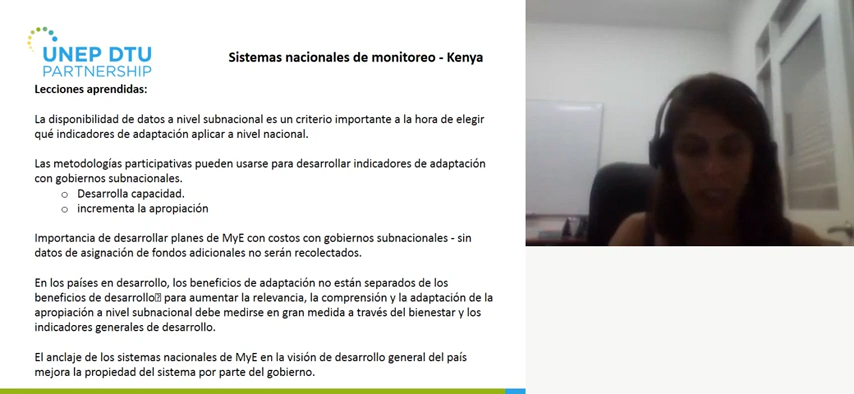 UNEP DTU
PARTNERSHIP
Sistemas nacionales de monitoreo - Kenya
Lecciones aprendidas:
La disponibilidad de datos a nivel subnacional es un criterio importante a la hora de elegir
qué indicadores de adaptación aplicar a nivel nacional.
Las metodologías participativas pueden usarse para desarrollar indicadores de adaptación
con gobiernos subnacionales.
o Desarrolla capacidad.
o incrementa la apropiación
Importancia de desarrollar planes de MyE con costos con gobiernos subnacionales - sin
datos de asignación de fondos adicionales no serán recolectados.
En los países en desarrollo, los beneficios de adaptación no están separados de los
beneficios de desarrollo para aumentar la relevancia, la comprensión y la adaptación de la
apropiación a nivel subnacional debe medirse en gran medida a través del bienestar y los
indicadores generales de desarrollo.
El anclaje de los sistemas nacionales de MyE en la visión de desarrollo general del país
mejora la propiedad del sistema por parte del gobierno.